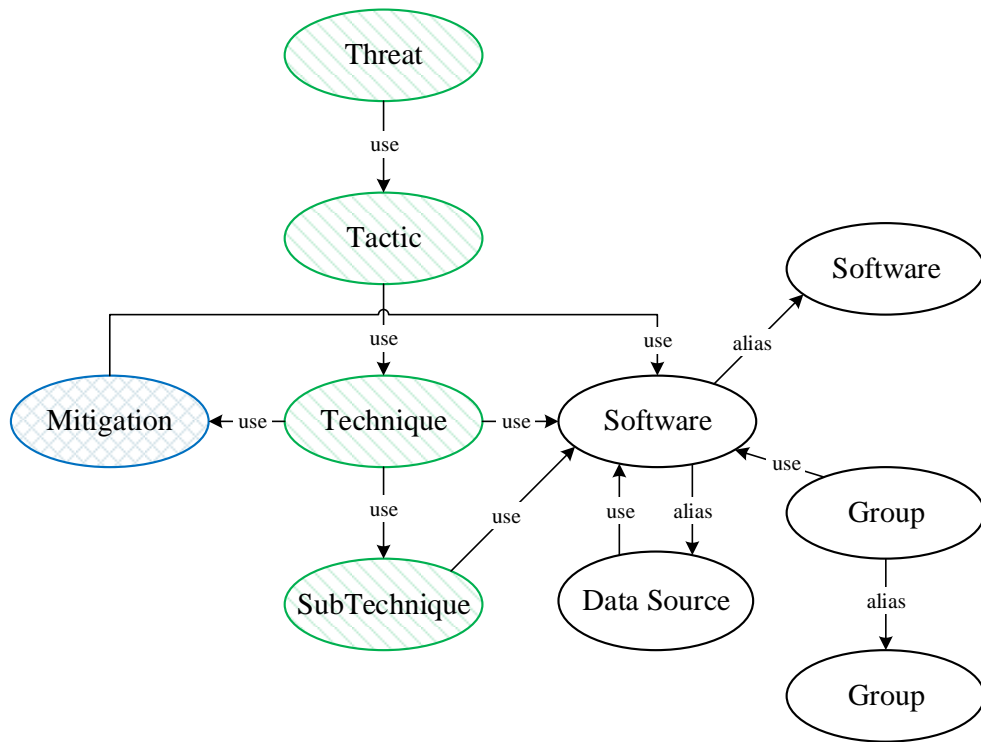 Threat
use
Tactic
Software
use
use
alias
Mitigation
use
Technique
use
Software
use
Group
use
use
use
alias
SubTechnique
Data Source
alias
Group